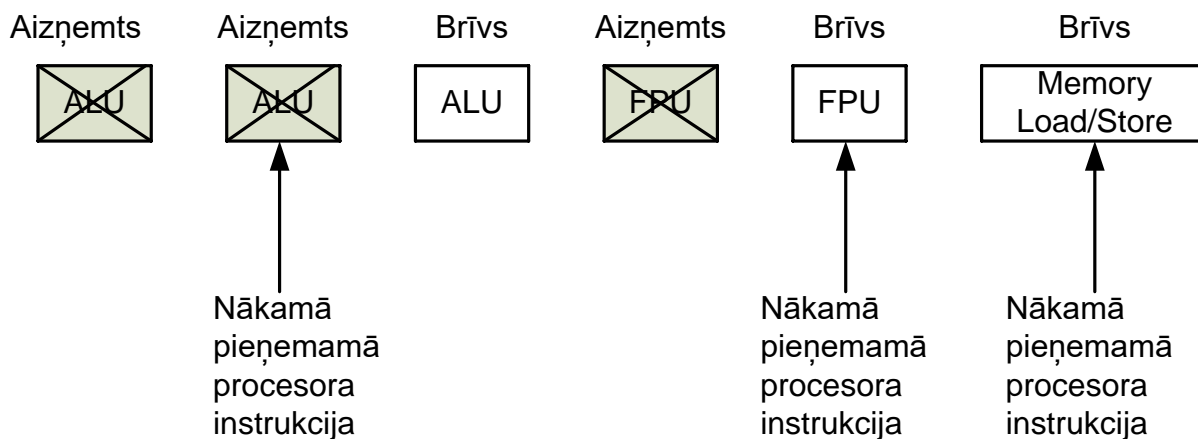 Aizņemts Aizņemts Brīvs Aizņemts Brīvs Brīvs
ALU ALU ALU FPU FPU Memory
Load/Store
Nākamā
pieņemamā
procesora
instrukcija
Nākamā
pieņemamā
procesora
instrukcija
Nākamā
pieņemamā
procesora
instrukcija